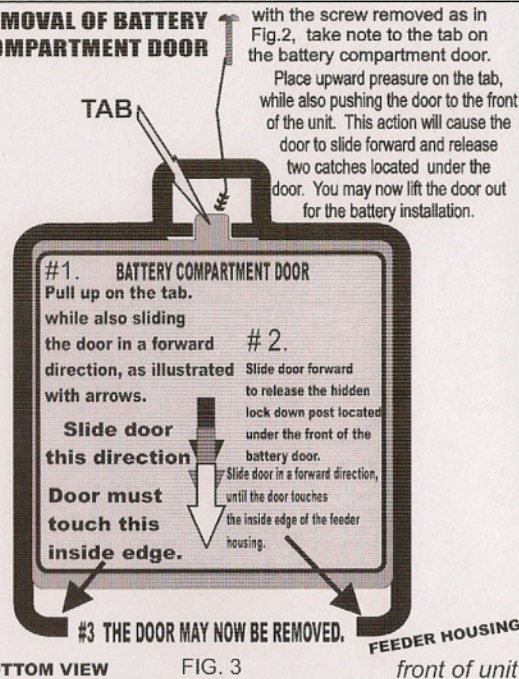 MOVAL OF BATTERY
OMPARTMENT DOOR
with the screw removed as in
Fig.2, take note to the tab on
the battery compartment door.
Place upward preasure on the tab,
while also pushing the door to the front
of the unit. This action will cause the
door to slide forward and release
two catches located under the
door. You may now lift the door out
for the battery installation.
TAB
#1. BATTERY COMPARTMENT DOOR
Pull up on the tab.
while also sliding
the door in a forward
direction, as illustrated
with arrows.
Slide door
this direction
Door must
touch this
inside edge.
# 2.
Slide door forward
to release the hidden
lock down post located
under the front of the
battery door.
Slide door in a forward direction,
until the door touches
the inside edge of the feeder
housing.
#3 THE DOOR MAY NOW BE REMOVED.
FEEDER HOUSING
OTTOM VIEW
FIG. 3
front of unit